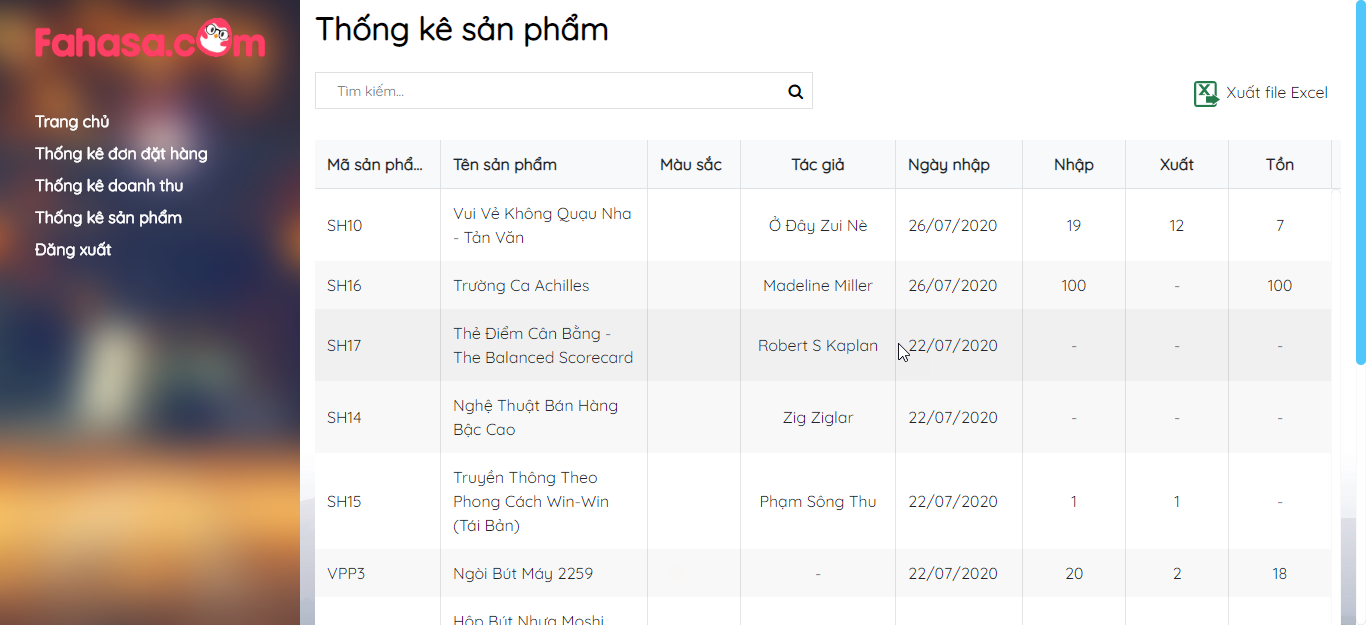 Fahasa.com
Trang chủ
Thống kê đơn đặt hàng
Thống kê doanh thu
Thống kê sản phẩm
Đăng xuất
Thống kê sản phẩm
Tìm kiếm...
Xuất file Excel
Mã sản phẩ... Tên sản phẩm Màu sắc Tác giả Ngày nhập Nhập Xuất Tồn
SH10 Vui Vẻ Không Quạu Nha
- Tản Văn Ở Đây Zui Nè 26/07/2020 19 12 7
SH16 Trường Ca Achilles Madeline Miller 26/07/2020 100 - 100
SH17 Thẻ Điểm Cân Bằng -
The Balanced Scorecard Robert S Kaplan 22/07/2020 - - -
SH14 Nghệ Thuật Bán Hàng
Bậc Cao Zig Ziglar 22/07/2020 - - -
SH15 Truyền Thông Theo
Phong Cách Win-Win
(Tái Bản) Phạm Sông Thu 22/07/2020 1 1 -
VPP3 Ngòi Bút Máy 2259 - 22/07/2020 20 2 18
Hộp Bút Nhựa Moshi